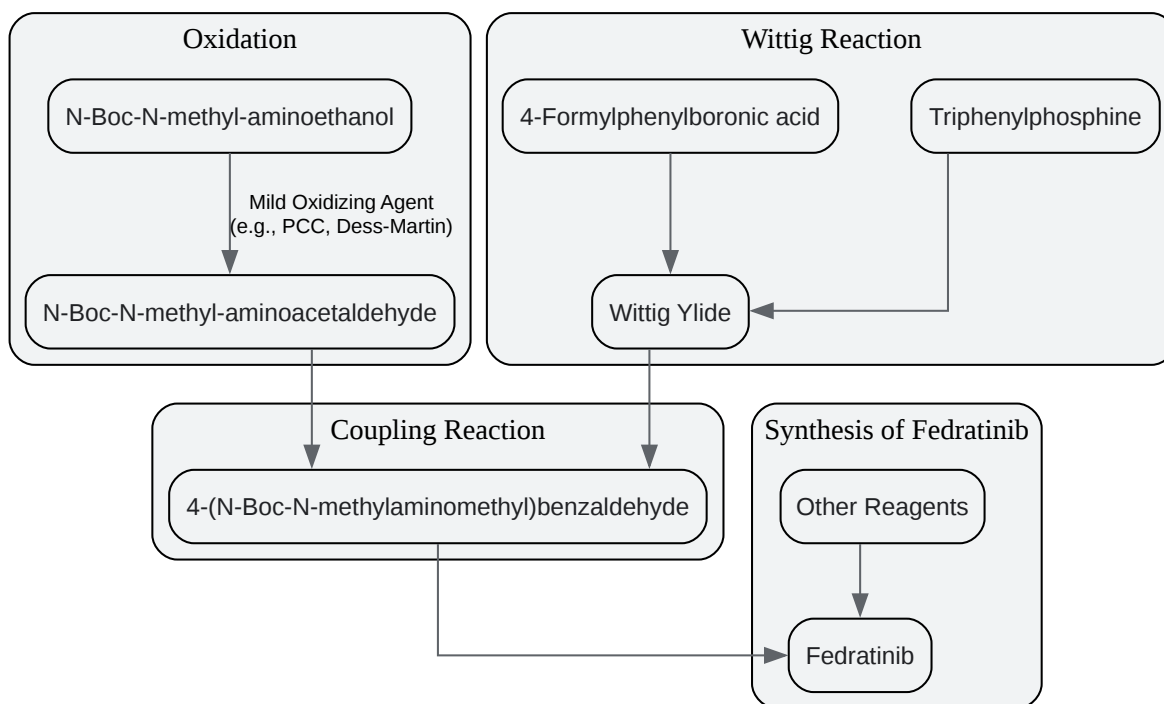 Oxidation
N-Boc-N-methyl-aminoethanol
Mild Oxidizing Agent
(e.g., PCC, Dess-Martin)
N-Boc-N-methyl-aminoacetaldehyde
Wittig Reaction
4-Formylphenylboronic acid
Triphenylphosphine
Wittig Ylide
Coupling Reaction
4-(N-Boc-N-methylaminomethyl)benzaldehyde
Synthesis of Fedratinib
Other Reagents
Fedratinib